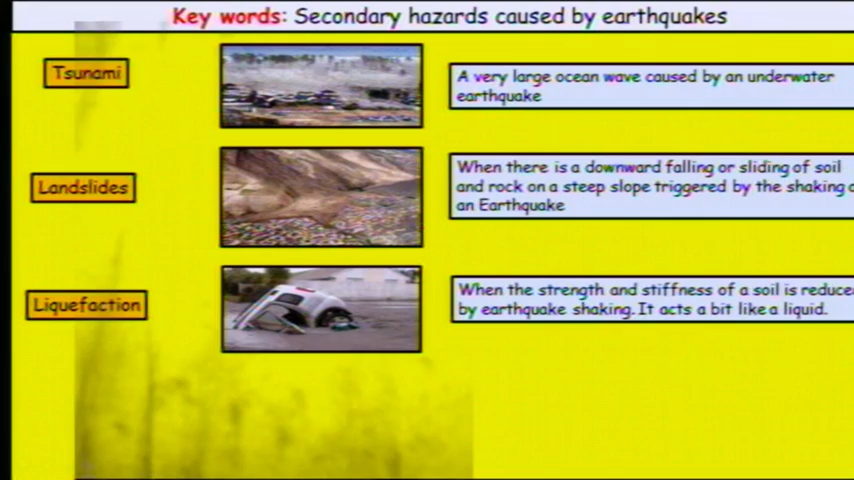 Key words: Secondary hazards caused by earthquakes
Tsunami
A very large ocean wave caused by an underwater
earthquake
Landslides
When there is a downward falling or sliding of soil
and rock on a steep slope triggered by the shaking
an Earthquake
Liquefaction
When the strength and stiffness of a soil is reduce
by earthquake shaking. It acts a bit like a liquid.